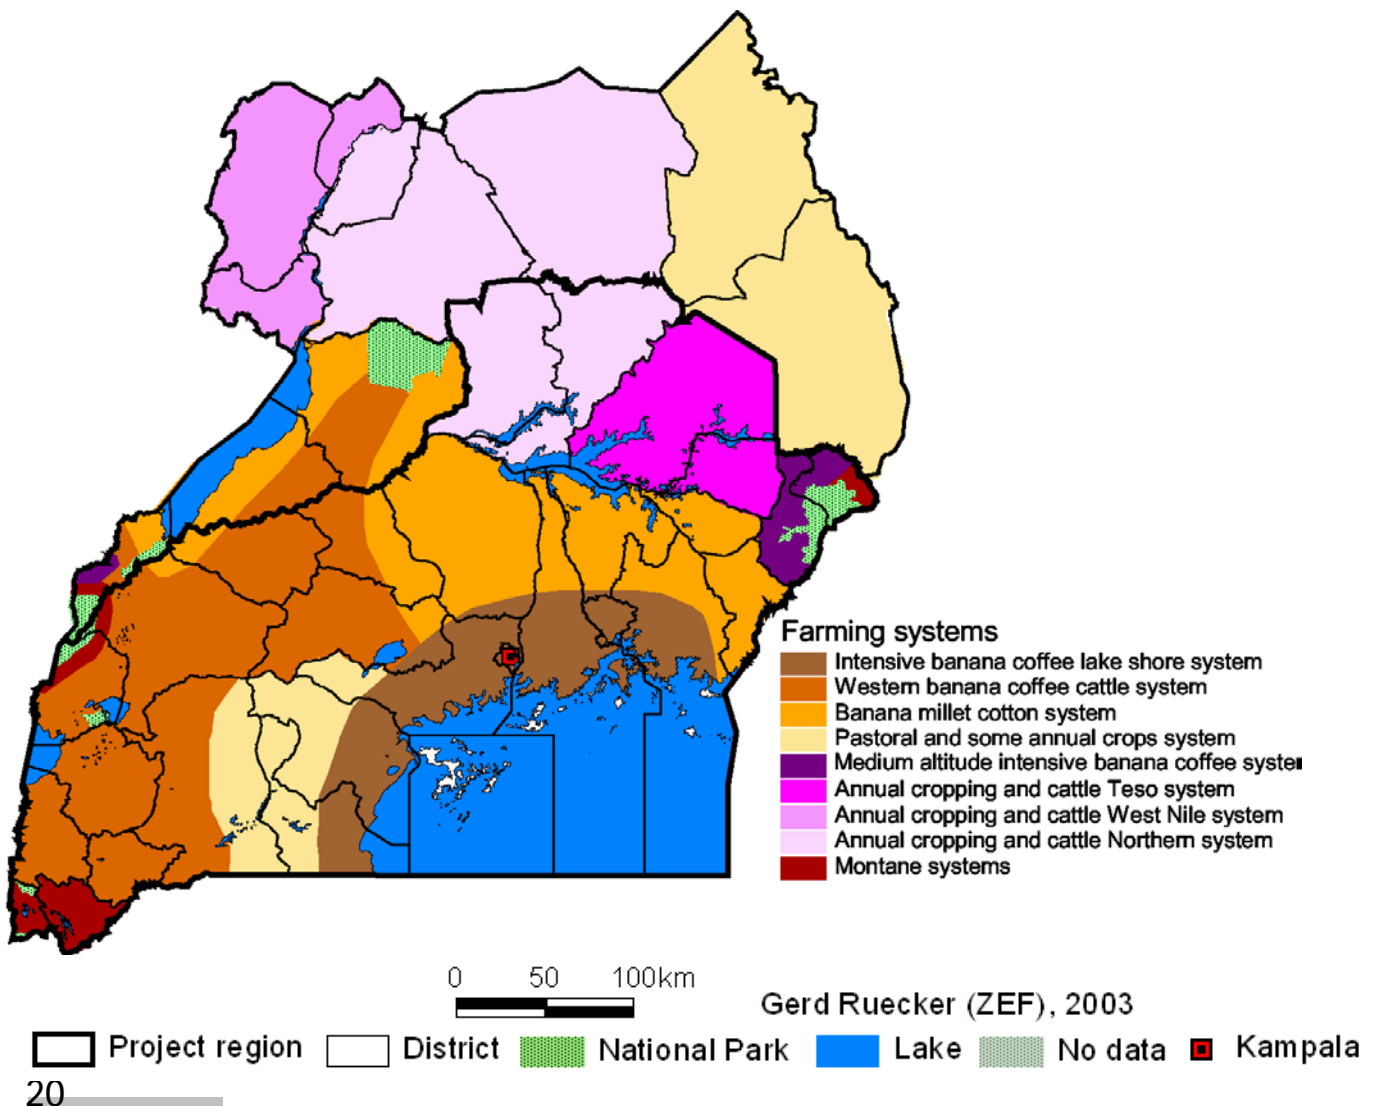 Farming systems
Intensive banana coffee lake shore system
Western banana coffee cattle system
Banana millet cotton system
Pastoral and some annual crops system
Medium altitude intensive banana coffee system
Annual cropping and cattle Teso system
Annual cropping and cattle West Nile system
Annual cropping and cattle Northern system
Montane systems
0 50 100km
Gerd Ruecker (ZEF), 2003
Project region District National Park Lake No data Kampala
20